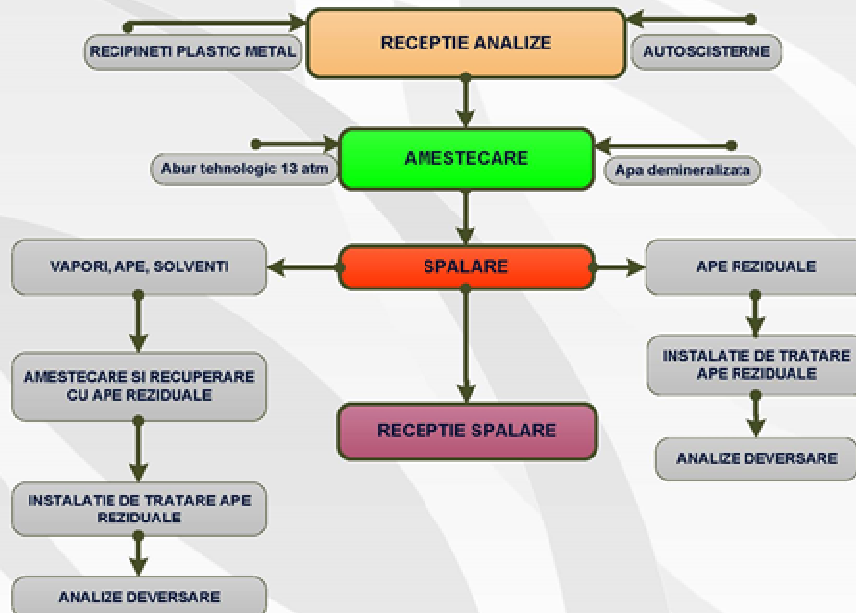 RECEPTIE ANALIZE
RECIPINETI PLASTIC METAL
AUTOSCISTERNE
AMESTECARE
Abur tehnologic 13 atm
Apa demineralizata
VAPORI, APE, SOLVENTI
SPALARE
APE REZIDUALE
AMESTECARE SI RECUPERARE
CU APE REZIDUALE
INSTALATIE DE TRATARE
APE REZIDUALE
RECEPTIE SPALARE
ANALIZE DEVERSARE
INSTALATIE DE TRATARE APE
REZIDUALE
ANALIZE DEVERSARE